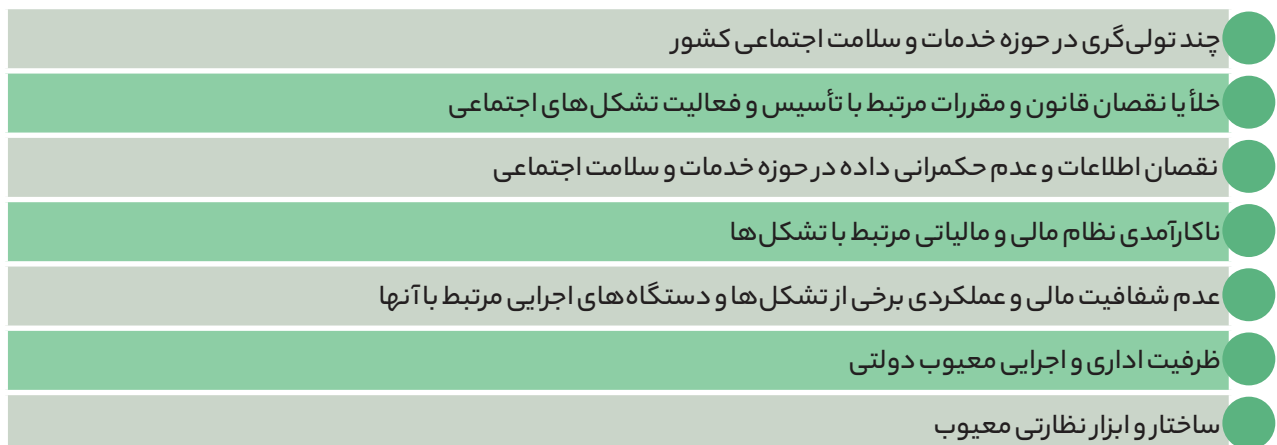 چند تولی‌گری در حوزه خدمات و سلامت اجتماعی کشور
خلأ یا نقصان قانون و مقررات مرتبط با تأسیس و فعالیت تشکل‌های اجتماعی
نقصان اطلاعات و عدم حکمرانی داده در حوزه خدمات و سلامت اجتماعی
ناکارآمدی نظام مالی و مالیاتی مرتبط با تشکل‌ها
عدم شفافیت مالی و عملکردی برخی از تشکل‌ها و دستگاه‌های اجرایی مرتبط با آنها
ظرفیت اداری و اجرایی معیوب دولتی
ساختار و ابزار نظارتی معیوب